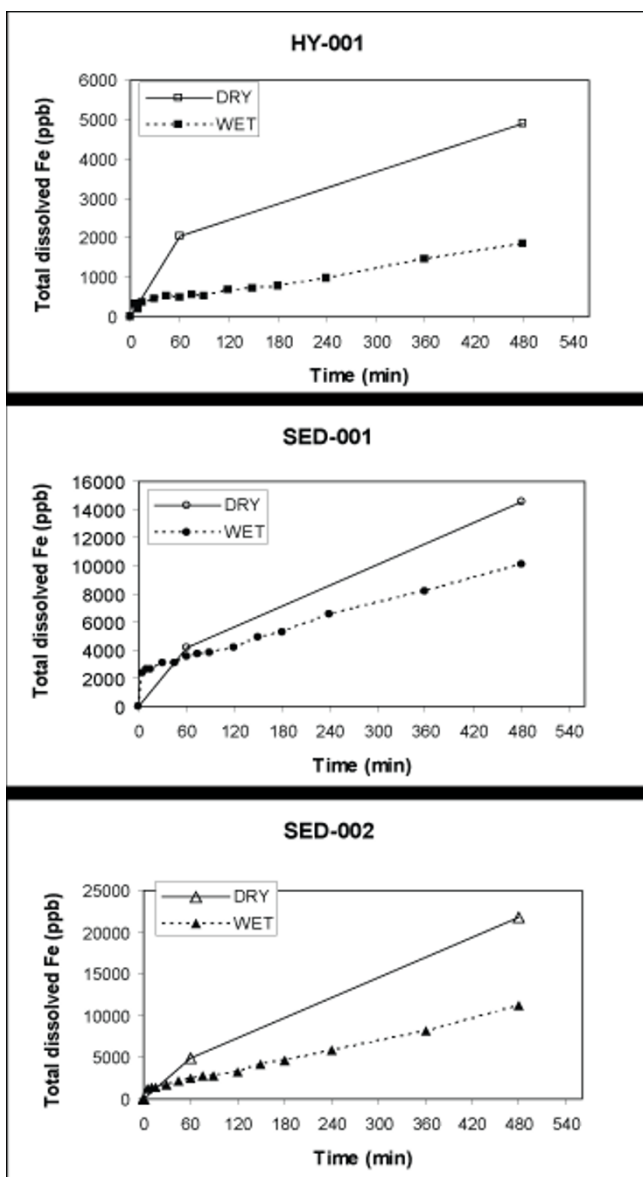 HY-001
6000
5000
4000
3000
2000
1000
0
DRY
WET
Total dissolved Fe (ppb)
0 60 120 180 240 300 360 420 480 540
Time (min)
SED-001
16000
14000
12000
10000
8000
6000
4000
2000
0
DRY
WET
Total dissolved Fe (ppb)
0 60 120 180 240 300 360 420 480 540
Time (min)
SED-002
25000
20000
15000
10000
5000
0
DRY
WET
Total dissolved Fe (ppb)
0 60 120 180 240 300 360 420 480 540
Time (min)